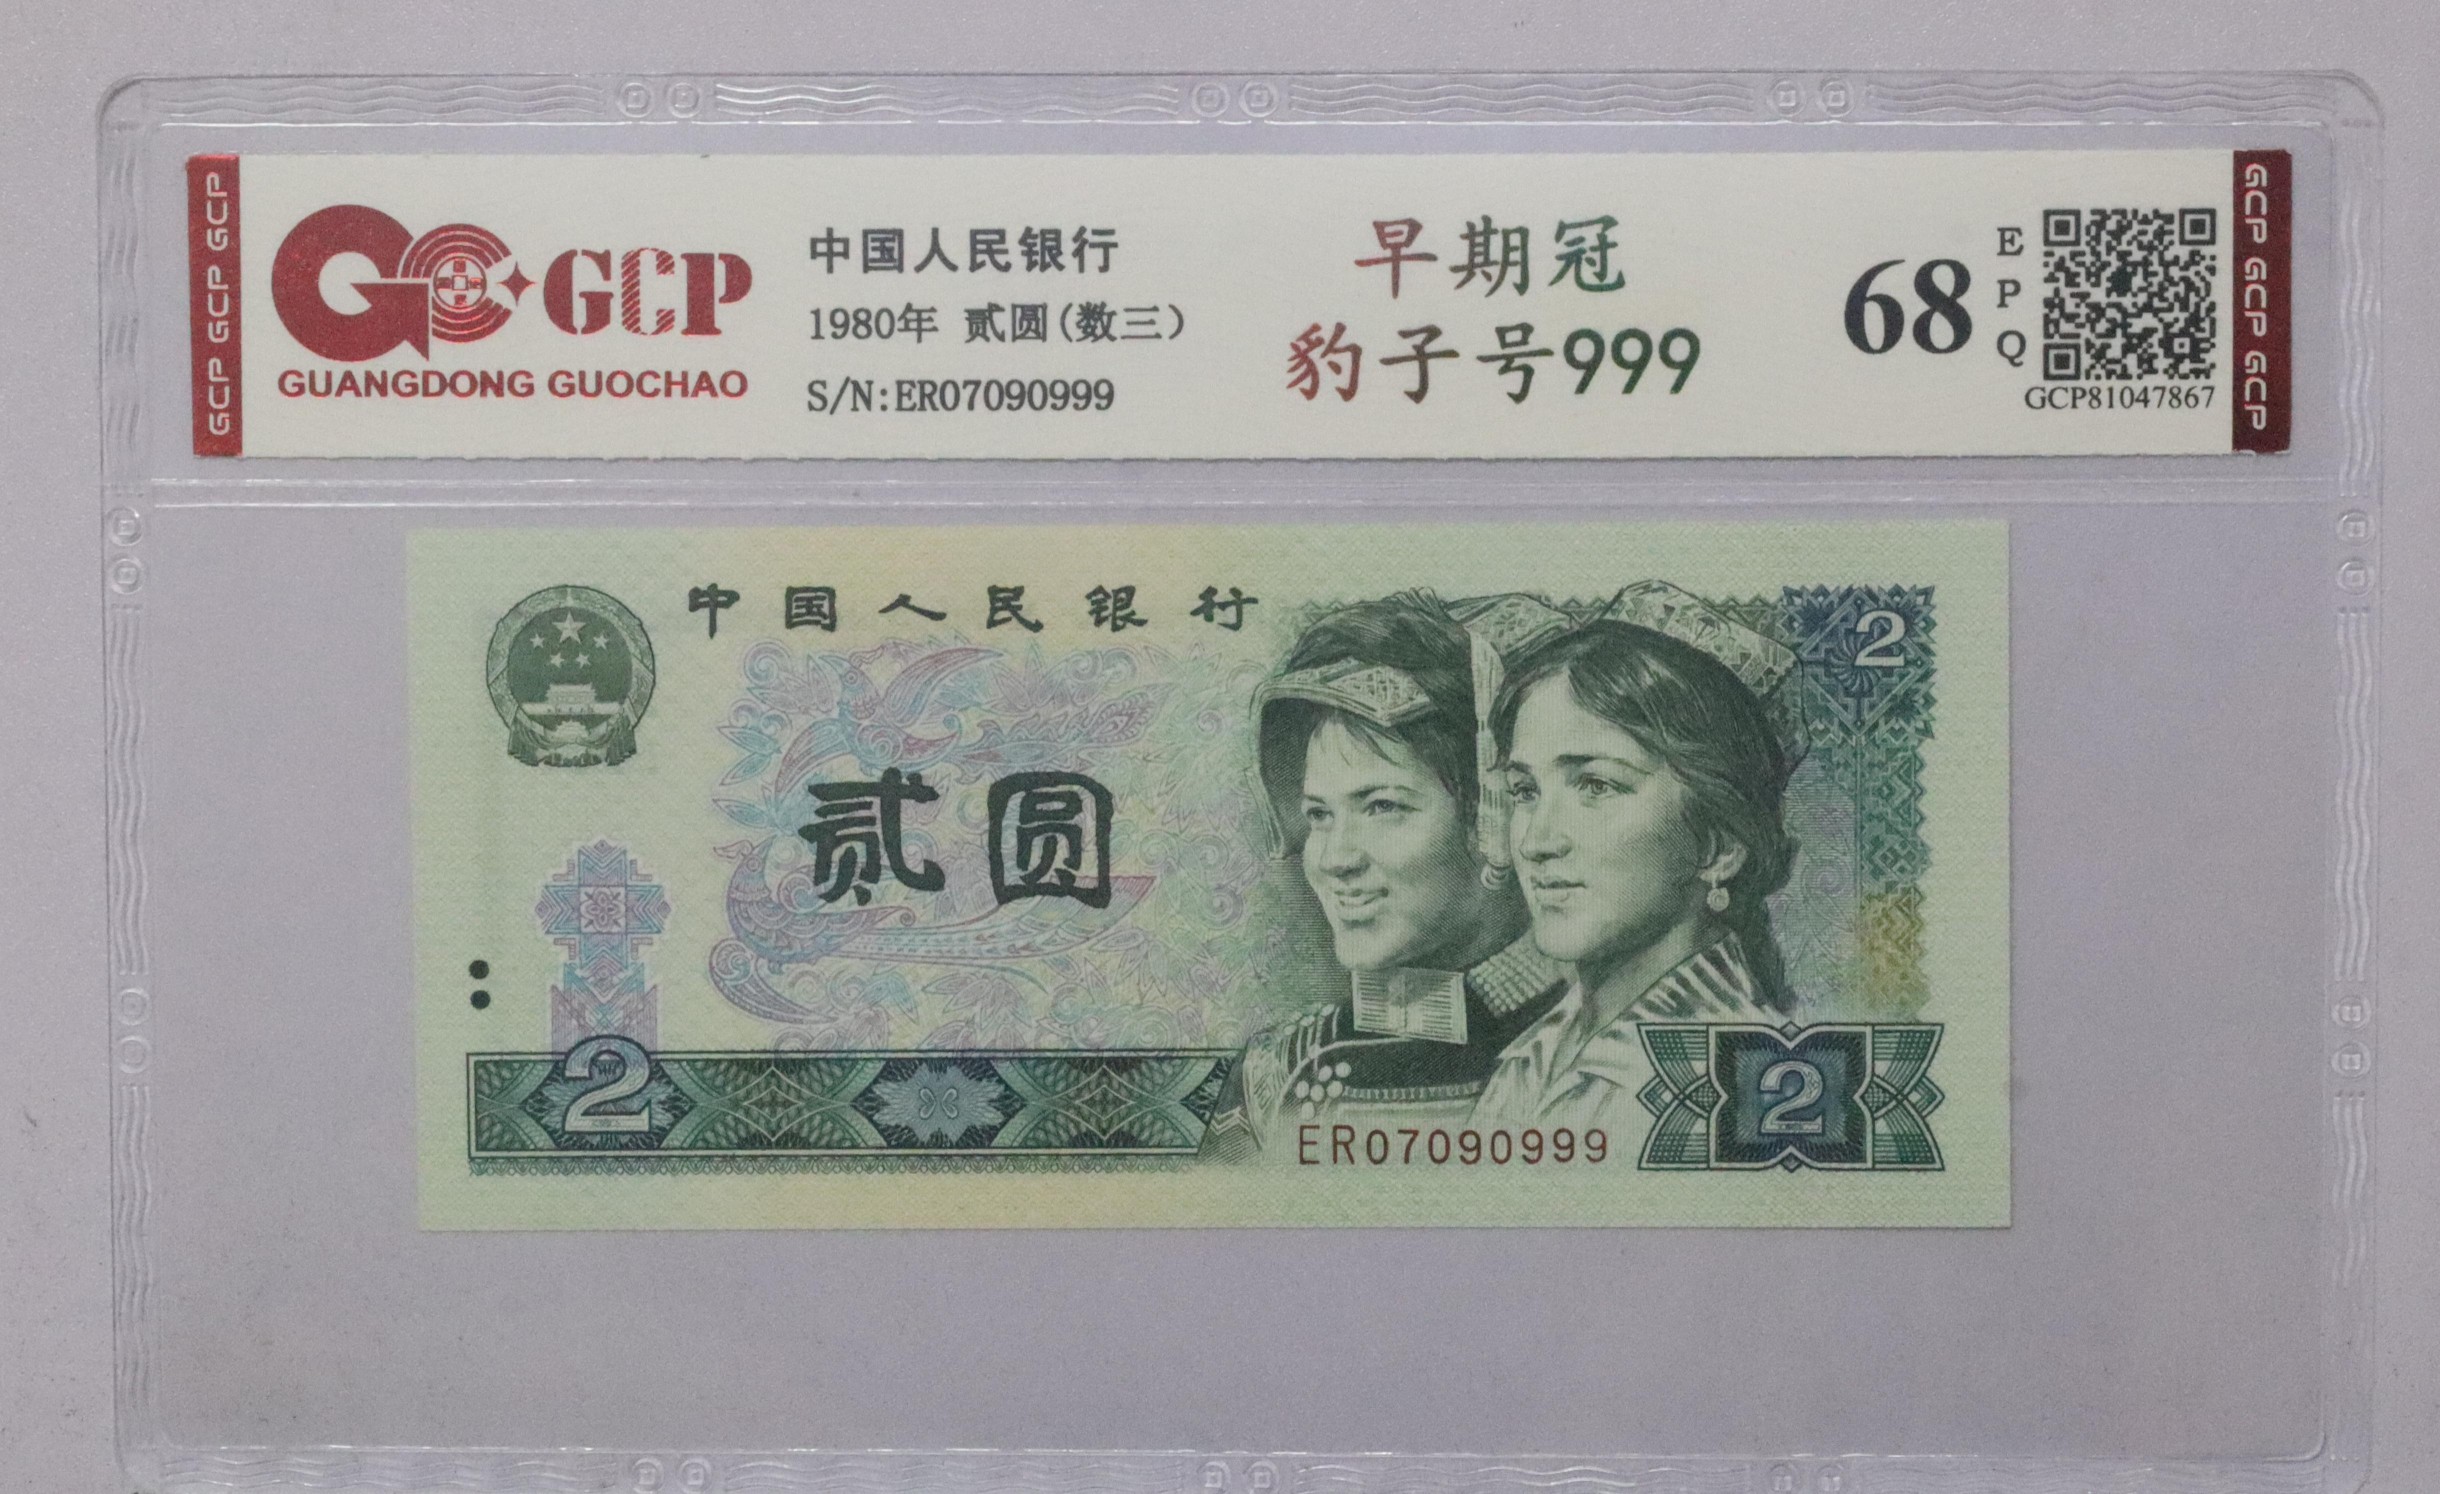 GCP GCP GCP
GCP
GUANGDONG GUOCHAO
中国人民银行
1980年 贰圆(数三)
S/N:ER07090999
早期冠
豹子号999
68
EPQ
GCP81047867
GCP GCP GCP
中国人民银行
2
贰圆
2
ER07090999
2